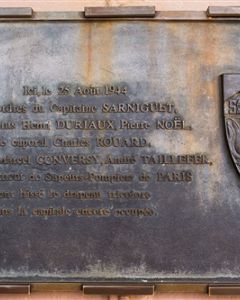 Ici, le 25 Août 1944
du Capitaine SARNIGUET,
Henri DURIAUX, Pierre NOËL,
caporal Charles ROUARD,
CONVERSY, André TAILLEFER,
de Sapeurs-Pompiers de PARIS
hissé le drapeau tricolore
la capitale encore occupée.